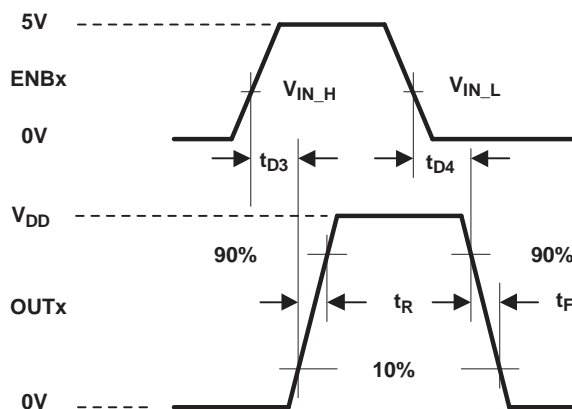 5V
ENBx
V_IN_H
V_IN_L
0V
t_D3
t_D4
V_DD
90%
90%
OUTx
t_R
t_F
10%
0V